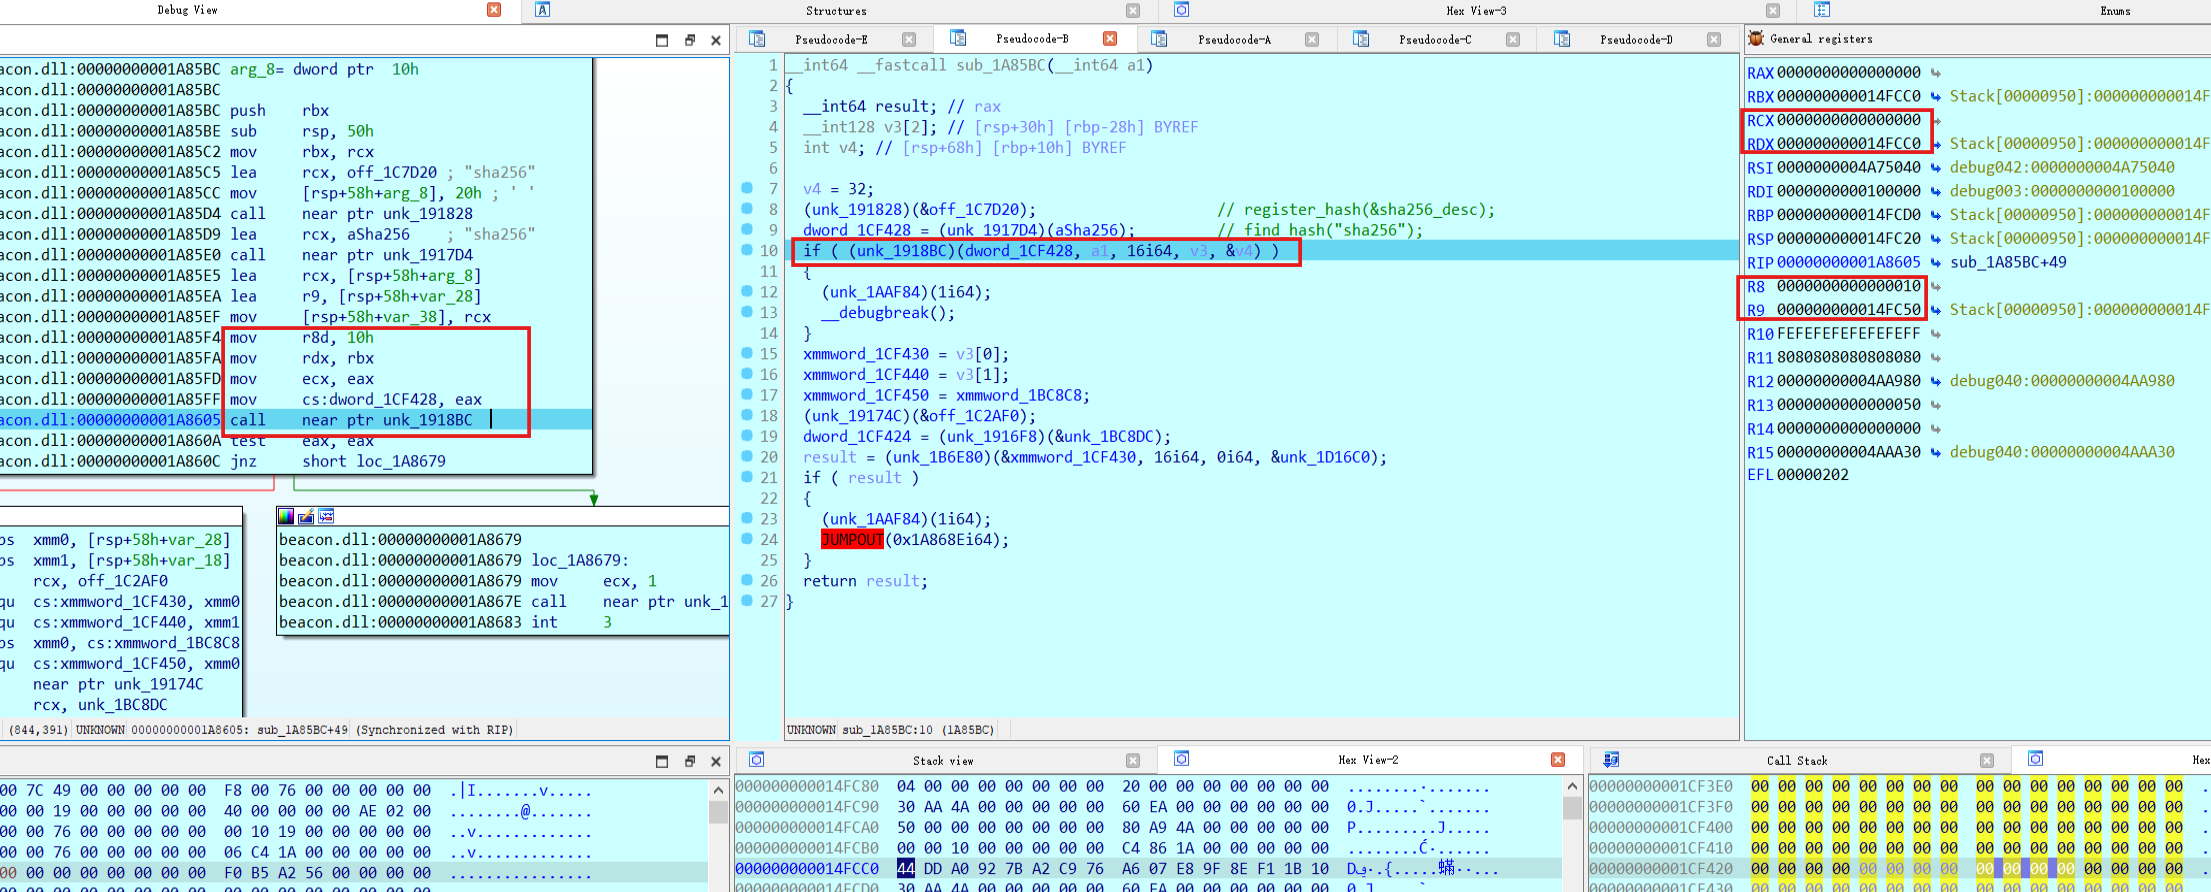 Debug View
Structures
Hex View-3
Enums
acon.dll:00000000001A85BC arg_8= dword ptr  10h
acon.dll:00000000001A85BC
acon.dll:00000000001A85BC push    rbx
acon.dll:00000000001A85BE sub     rsp, 50h
acon.dll:00000000001A85C2 mov     rbx, rcx
acon.dll:00000000001A85C5 lea     rcx, off_1C7D20 ; "sha256"
acon.dll:00000000001A85CC mov     [rsp+58h+arg_8], 20h ; ' '
acon.dll:00000000001A85D4 call    near ptr unk_191828
acon.dll:00000000001A85D9 lea     rcx, aSha256    ; "sha256"
acon.dll:00000000001A85E0 call    near ptr unk_1917D4
acon.dll:00000000001A85E5 lea     rcx, [rsp+58h+arg_8]
acon.dll:00000000001A85EA lea     r9, [rsp+58h+var_28]
acon.dll:00000000001A85EF mov     [rsp+58h+var_38], rcx
acon.dll:00000000001A85F4 mov     r8d, 10h
acon.dll:00000000001A85FA mov     rdx, rbx
acon.dll:00000000001A85FD mov     ecx, eax
acon.dll:00000000001A85FF mov     cs:dword_1CF428, eax
acon.dll:00000000001A8605 call    near ptr unk_1918BC
acon.dll:00000000001A860A test    eax, eax
acon.dll:00000000001A860C jnz     short loc_1A8679
ps  xmm0, [rsp+58h+var_28]
ps  xmm1, [rsp+58h+var_18]
rcx, off_1C2AF0
qu  cs:xmmword_1CF430, xmm0
qu  cs:xmmword_1CF440, xmm1
ps  xmm0, cs:xmmword_1BC8C8
qu  cs:xmmword_1CF450, xmm0
near ptr unk_19174C
rcx, unk_1BC8DC
beacon.dll:00000000001A8679
beacon.dll:00000000001A8679 loc_1A8679:
beacon.dll:00000000001A8679 mov     ecx, 1
beacon.dll:00000000001A867E call    near ptr unk_1
beacon.dll:00000000001A8683 int     3
(844,391) UNKNOWN 00000000001A8605: sub_1A85BC+49 (Synchronized with RIP)
Pseudocode-E
Pseudocode-B
Pseudocode-A
Pseudocode-C
Pseudocode-D
1 __int64 __fastcall sub_1A85BC(__int64 a1)
2 {
3   __int64 result; // rax
4   __int128 v3[2]; // [rsp+30h] [rbp-28h] BYREF
5   int v4; // [rsp+68h] [rbp+10h] BYREF
6
7   v4 = 32;
8   (unk_191828)(&off_1C7D20);                    // register_hash(&sha256_desc);
9   dword_1CF428 = (unk_1917D4)(aSha256);         // find_hash("sha256");
10   if ( (unk_1918BC)(dword_1CF428, a1, 16i64, v3, &v4) )
11   {
12     (unk_1AAF84)(1i64);
13     __debugbreak();
14   }
15   xmmword_1CF430 = v3[0];
16   xmmword_1CF440 = v3[1];
17   xmmword_1CF450 = xmmword_1BC8C8;
18   (unk_19174C)(&off_1C2AF0);
19   dword_1CF424 = (unk_1916F8)(&unk_1BC8DC);
20   result = (unk_1B6E80)(&xmmword_1CF430, 16i64, 0i64, &unk_1D16C0);
21   if ( result )
22   {
23     (unk_1AAF84)(1i64);
24     JUMPOUT(0x1A868Ei64);
25   }
26   return result;
27 }
UNKNOWN sub_1A85BC:10 (1A85BC)
General registers
RAX 0000000000000000
RBX 000000000014FCC0 Stack[00000950]:000000000014F
RCX 0000000000000000
RDX 000000000014FCC0 Stack[00000950]:000000000014F
RSI 0000000004A75040 debug042:0000000004A75040
RDI 0000000000100000 debug003:0000000000100000
RBP 000000000014FCD0 Stack[00000950]:000000000014F
RSP 000000000014FC20 Stack[00000950]:000000000014F
RIP 00000000001A8605 sub_1A85BC+49
R8 0000000000000010
R9 000000000014FC50 Stack[00000950]:000000000014F
R10 FEFEFEFEFEFEFEFF
R11 8080808080808080
R12 00000000004AA980 debug040:00000000004AA980
R13 0000000000000050
R14 0000000000000000
R15 00000000004AAA30 debug040:00000000004AAA30
EFL 00000202
00 7C 49 00 00 00 00 00  F8 00 76 00 00 00 00 00  .|I.......v.....
00 00 19 00 00 00 00 00  40 00 00 00 00 AE 02 00  ........@.......
00 00 76 00 00 00 00 00  00 10 19 00 00 00 00 00  ..v.............
00 00 76 00 00 00 00 00  06 C4 1A 00 00 00 00 00  ..v.............
00 00 00 00 00 00 00 00  F0 B5 A2 56 00 00 00 00  ................
Stack view
Hex View-2
000000000014FC80  04 00 00 00 00 00 00 00  20 00 00 00 00 00 00 00  ........ .......
000000000014FC90  30 AA 4A 00 00 00 00 00  60 EA 00 00 00 00 00 00  0.J.....`.......
000000000014FCA0  50 00 00 00 00 00 00 00  80 A9 4A 00 00 00 00 00  P.........J.....
000000000014FCB0  00 00 10 00 00 00 00 00  C4 86 1A 00 00 00 00 00
000000000014FCC0  44 DD A0 92 7B A2 C9 76  A6 07 E8 9F 8E F1 1B 10
000000000014FCD0  30 AA 4A 00 00 00 00 00  60 EA 00 00 00 00 00 00  0.J.....`.......
Call Stack
Hex
00000000001CF3E0  00 00 00 00 00 00 00 00  00 00 00 00 00 00 00 00
00000000001CF3F0  00 00 00 00 00 00 00 00  00 00 00 00 00 00 00 00
00000000001CF400  00 00 00 00 00 00 00 00  00 00 00 00 00 00 00 00
00000000001CF410  00 00 00 00 00 00 00 00  00 00 00 00 00 00 00 00
00000000001CF420  00 00 00 00 00 00 00 00  00 00 00 00 00 00 00 00
00000000001CF430  00 00 00 00 00 00 00 00  00 00 00 00 00 00 00 00